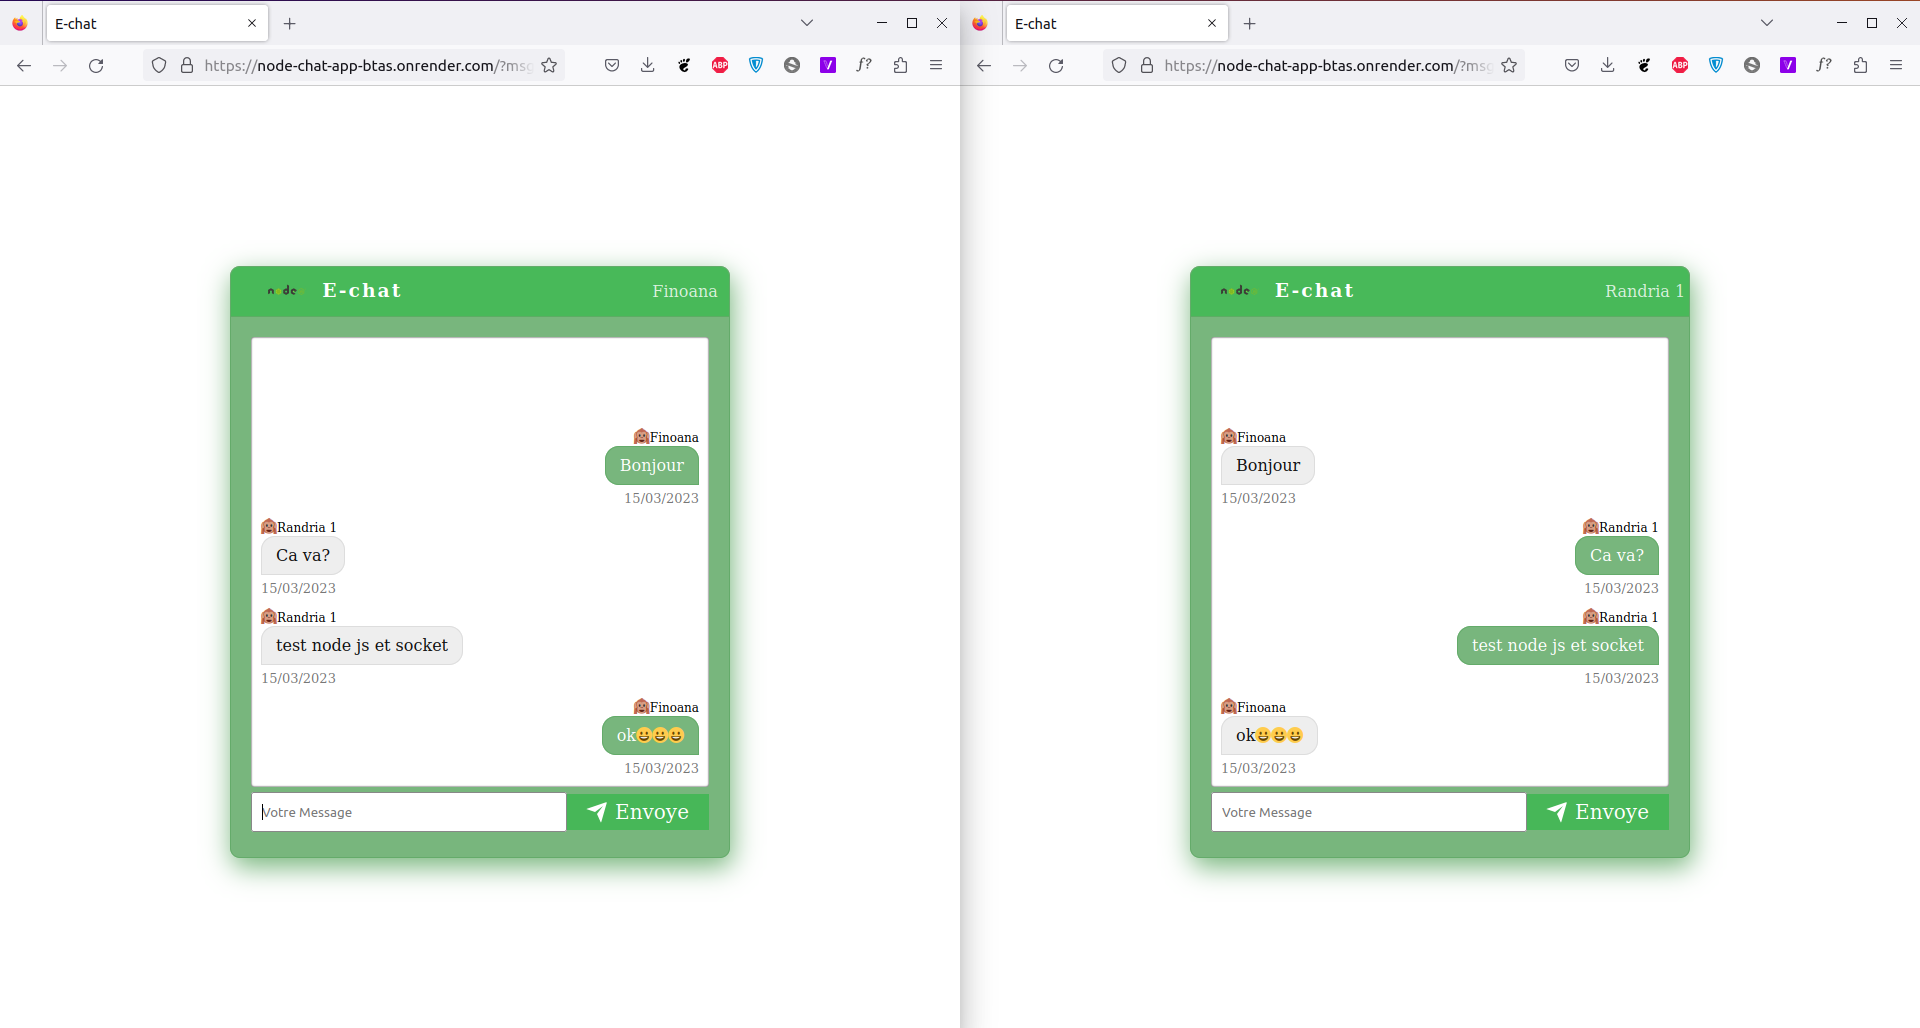 E-chat
https://node-chat-app-btas.onrender.com/?msg
ABP
f?
node
E-chat
Finoana
Finoana
Bonjour
15/03/2023
Randria 1
Ca va?
15/03/2023
Randria 1
test node js et socket
15/03/2023
Finoana
ok😀😀😀
15/03/2023
Votre Message
Envoye
E-chat
https://node-chat-app-btas.onrender.com/?msg
ABP
f?
node
E-chat
Randria 1
Finoana
Bonjour
15/03/2023
Randria 1
Ca va?
15/03/2023
Randria 1
test node js et socket
15/03/2023
Finoana
ok😀😀😀
15/03/2023
Votre Message
Envoye